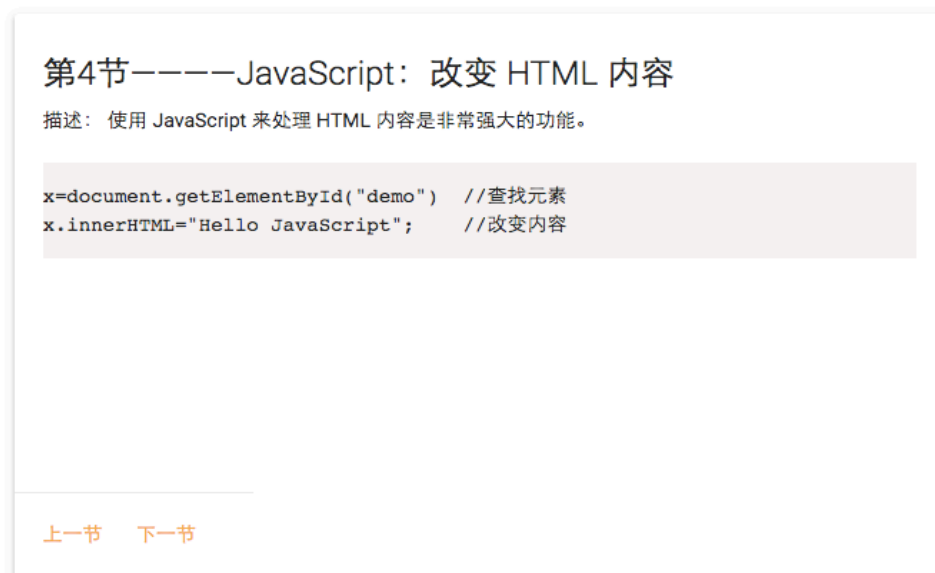 第4节————JavaScript：改变 HTML 内容
描述： 使用 JavaScript 来处理 HTML 内容是非常强大的功能。
x=document.getElementById("demo")  //查找元素
x.innerHTML="Hello JavaScript";    //改变内容
上一节 下一节